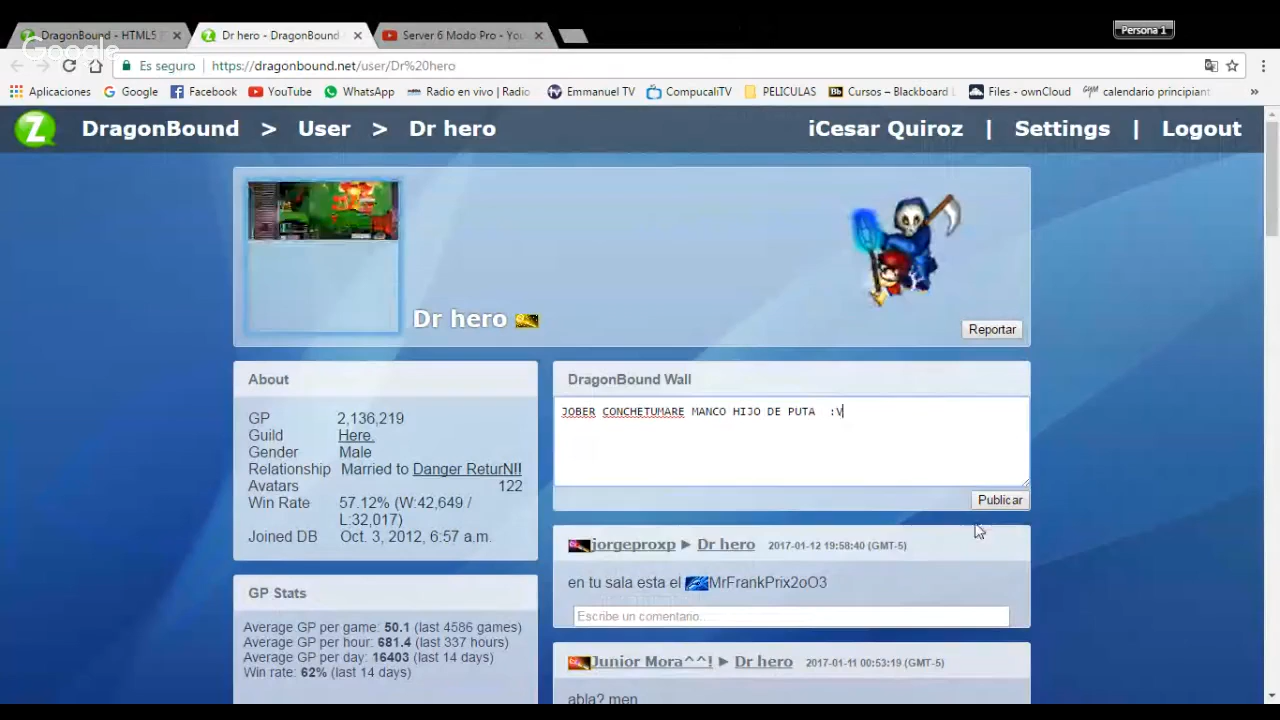 DragonBound - HTML5
Dr hero - DragonBound
Server 6 Modo Pro - Yo
Persona 1
Google
Es seguro
https://dragonbound.net/user/Dr%20hero
Aplicaciones
Google
Facebook
YouTube
WhatsApp
Radio en vivo | Radio
Emmanuel TV
CompucaliTV
PELICULAS
Bb Cursos – Blackboard L
Files - ownCloud
GYM calendario principiant
»
Z DragonBound > User > Dr hero
iCesar Quiroz | Settings | Logout
Dr hero
Reportar
About
GP 2,136,219
Guild Here.
Gender Male
Relationship Married to Danger ReturN!!
Avatars 122
Win Rate 57.12% (W:42,649 /
L:32,017)
Joined DB Oct. 3, 2012, 6:57 a.m.
GP Stats
Average GP per game: 50.1 (last 4586 games)
Average GP per hour: 681.4 (last 337 hours)
Average GP per day: 16403 (last 14 days)
Win rate: 62% (last 14 days)
DragonBound Wall
JOBER CONCHETUMARE MANCO HIJO DE PUTA :V
Publicar
jorgeproxp ▶ Dr hero 2017-01-12 19:58:40 (GMT-5)
en tu sala esta el MrFrankPrix2oO3
Escribe un comentario....
Junior Mora^^! ▶ Dr hero 2017-01-11 00:53:19 (GMT-5)
abla? men